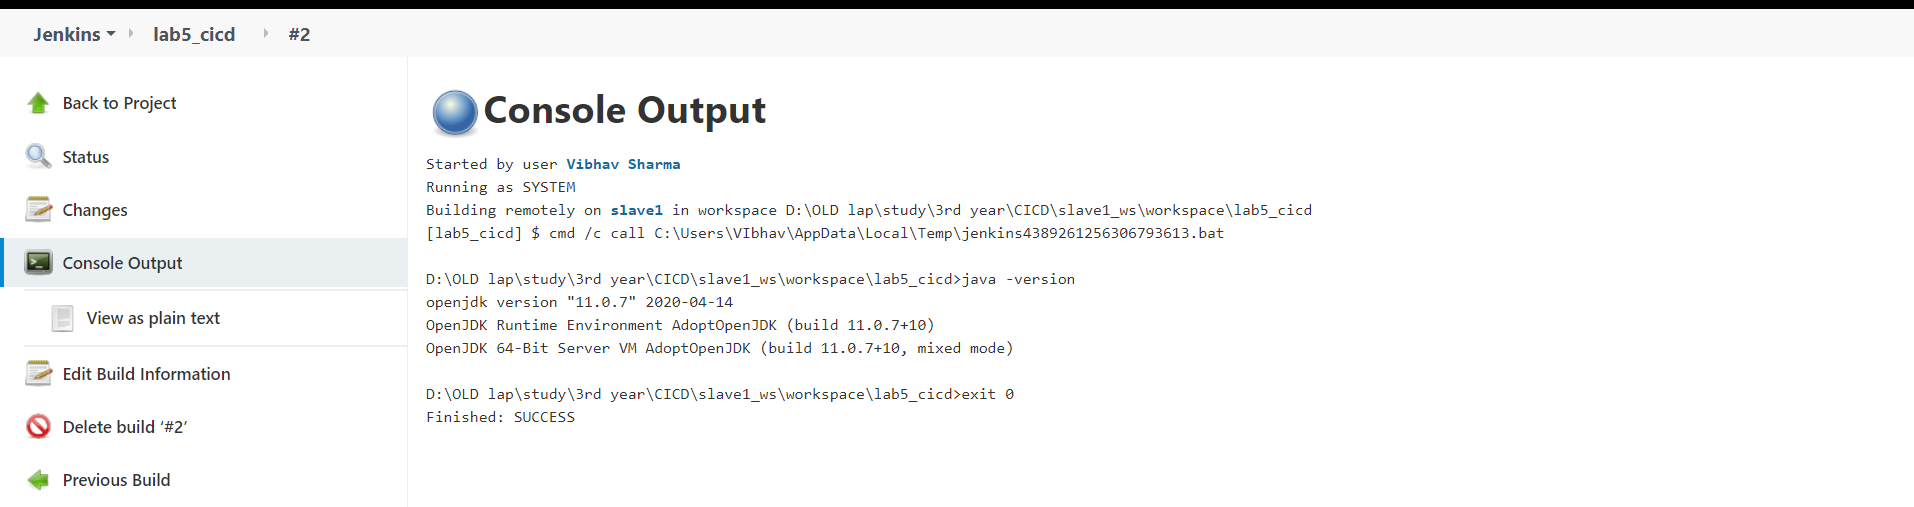 Jenkins lab5_cicd #2
Back to Project
Status
Changes
Console Output
View as plain text
Edit Build Information
Delete build ‘#2’
Previous Build
Console Output
Started by user Vibhav Sharma
Running as SYSTEM
Building remotely on slave1 in workspace D:\OLD lap\study\3rd year\CICD\slave1_ws\workspace\lab5_cicd
[lab5_cicd] $ cmd /c call C:\Users\VIbhav\AppData\Local\Temp\jenkins4389261256306793613.bat
D:\OLD lap\study\3rd year\CICD\slave1_ws\workspace\lab5_cicd>java -version
openjdk version "11.0.7" 2020-04-14
OpenJDK Runtime Environment AdoptOpenJDK (build 11.0.7+10)
OpenJDK 64-Bit Server VM AdoptOpenJDK (build 11.0.7+10, mixed mode)
D:\OLD lap\study\3rd year\CICD\slave1_ws\workspace\lab5_cicd>exit 0
Finished: SUCCESS